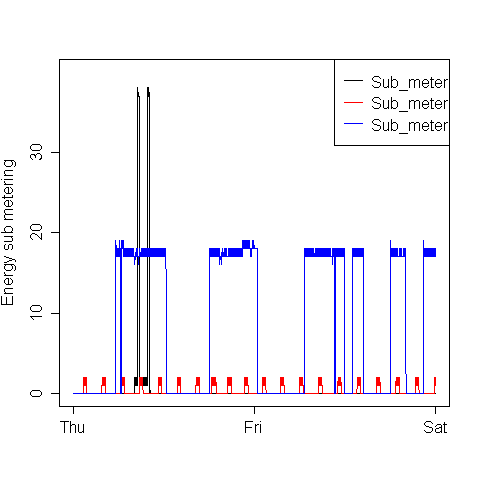 Sub_meter
Sub_meter
Sub_meter
Energy sub metering
30
20
10
0
Thu Fri Sat